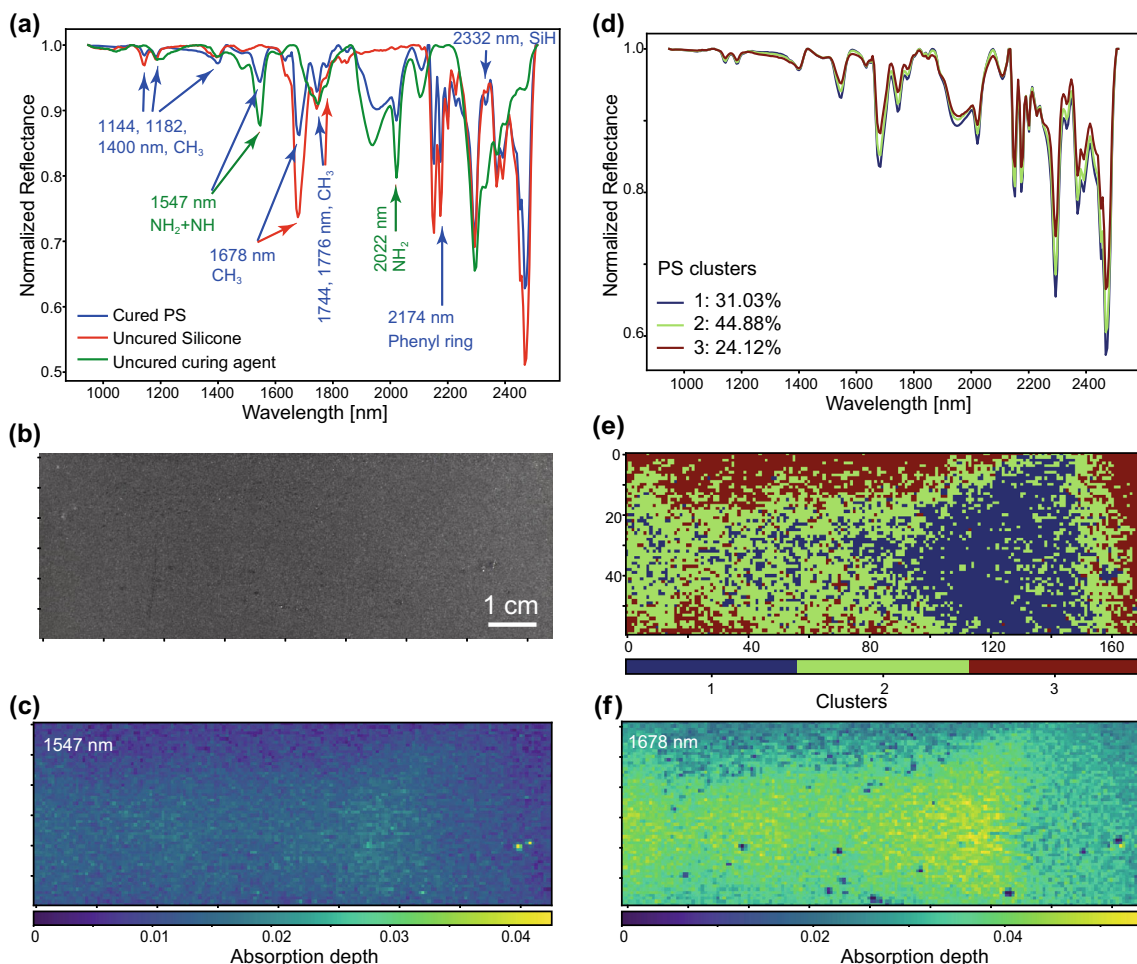 (a)
2332 nm, SiH
1.0
0.9
0.8
0.7
0.6
0.5
Normalized Reflectance
1144, 1182,
1400 nm, CH₃
1547 nm
NH₂+NH
1678 nm
CH₃
1744, 1776 nm, CH₃
2022 nm
NH₂
2174 nm
Phenyl ring
Cured PS
Uncured Silicone
Uncured curing agent
1000 1200 1400 1600 1800 2000 2200 2400
Wavelength [nm]
(d)
1.0
0.8
0.6
Normalized Reflectance
PS clusters
1: 31.03%
2: 44.88%
3: 24.12%
1000 1200 1400 1600 1800 2000 2200 2400
Wavelength [nm]
(b)
1 cm
(e)
0
20
40
0 40 80 120 160
1 2 3
Clusters
(c)
1547 nm
0 0.01 0.02 0.03 0.04
Absorption depth
(f)
1678 nm
0 0.02 0.04
Absorption depth